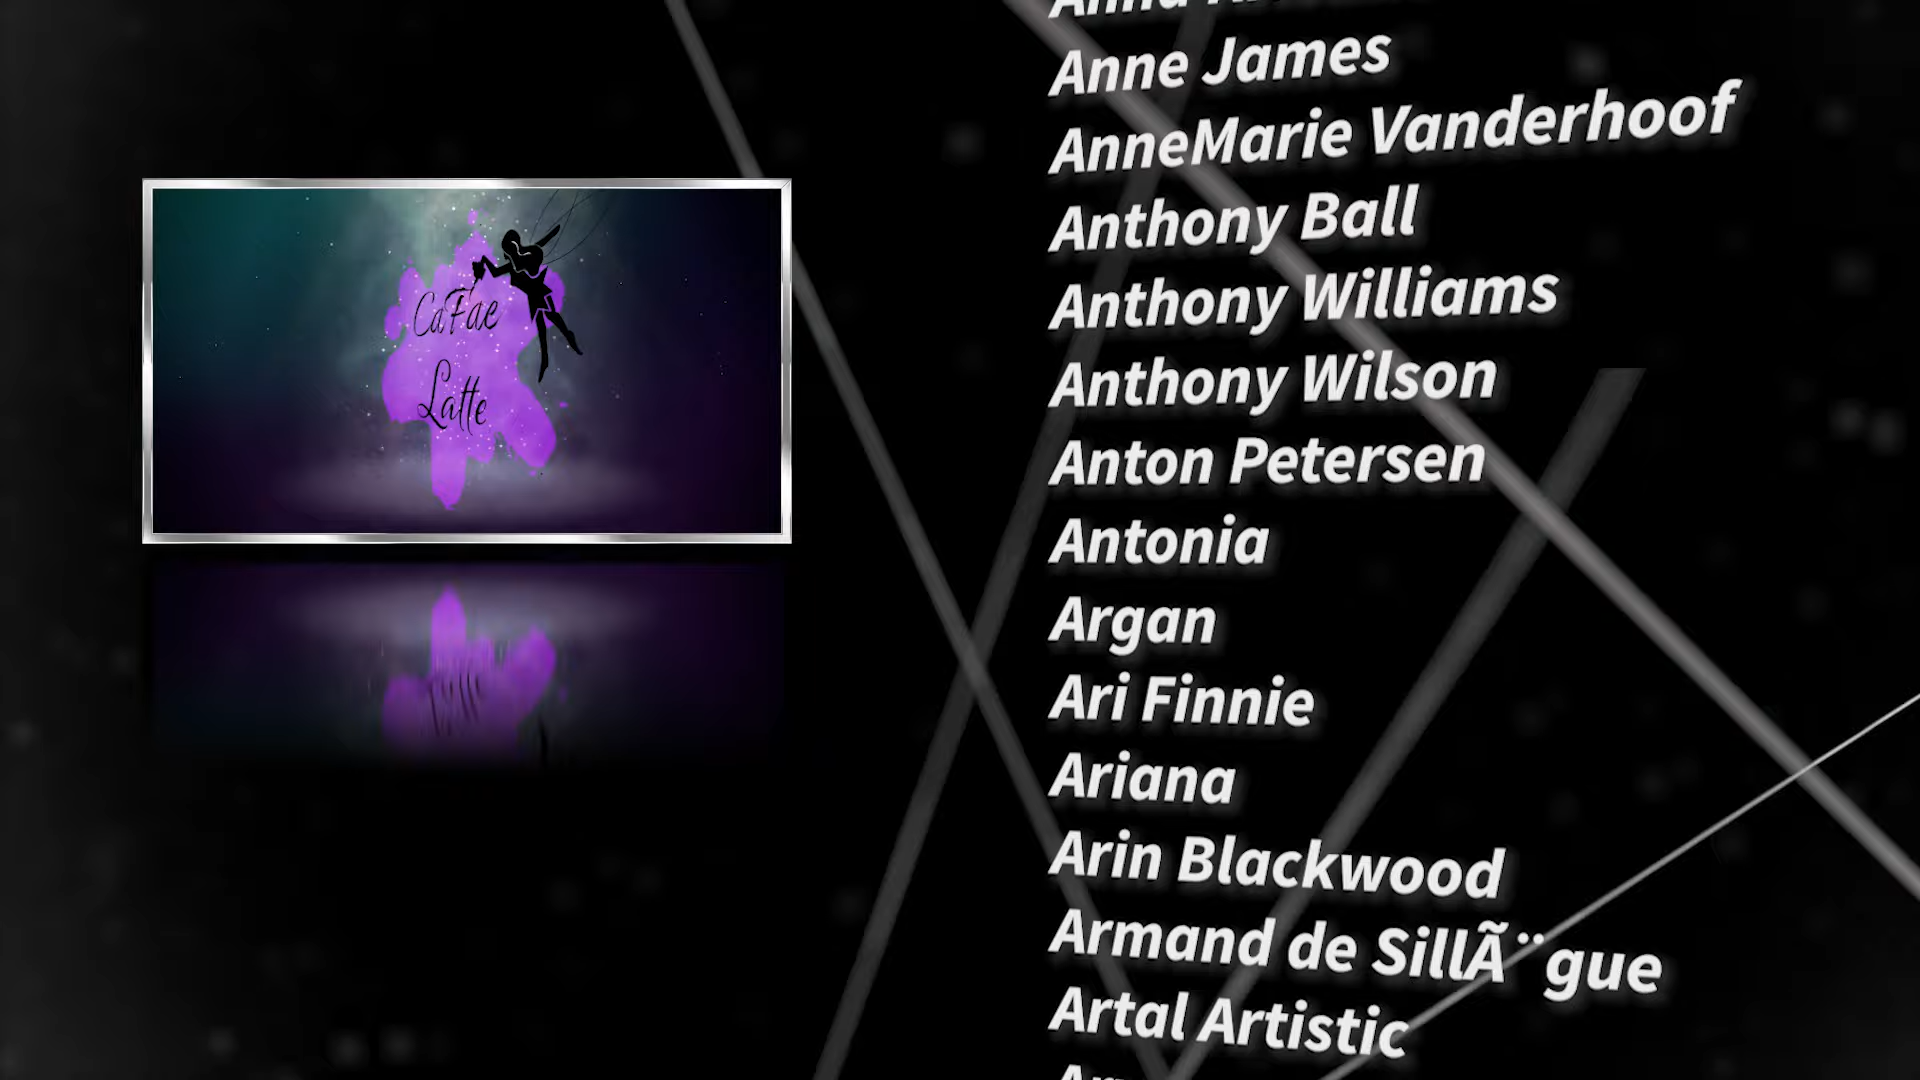 CaFae
Latte
Anne James
AnneMarie Vanderhoof
Anthony Ball
Anthony Williams
Anthony Wilson
Anton Petersen
Antonia
Argan
Ari Finnie
Ariana
Arin Blackwood
Armand de SillÃ¨gue
Artal Artistic